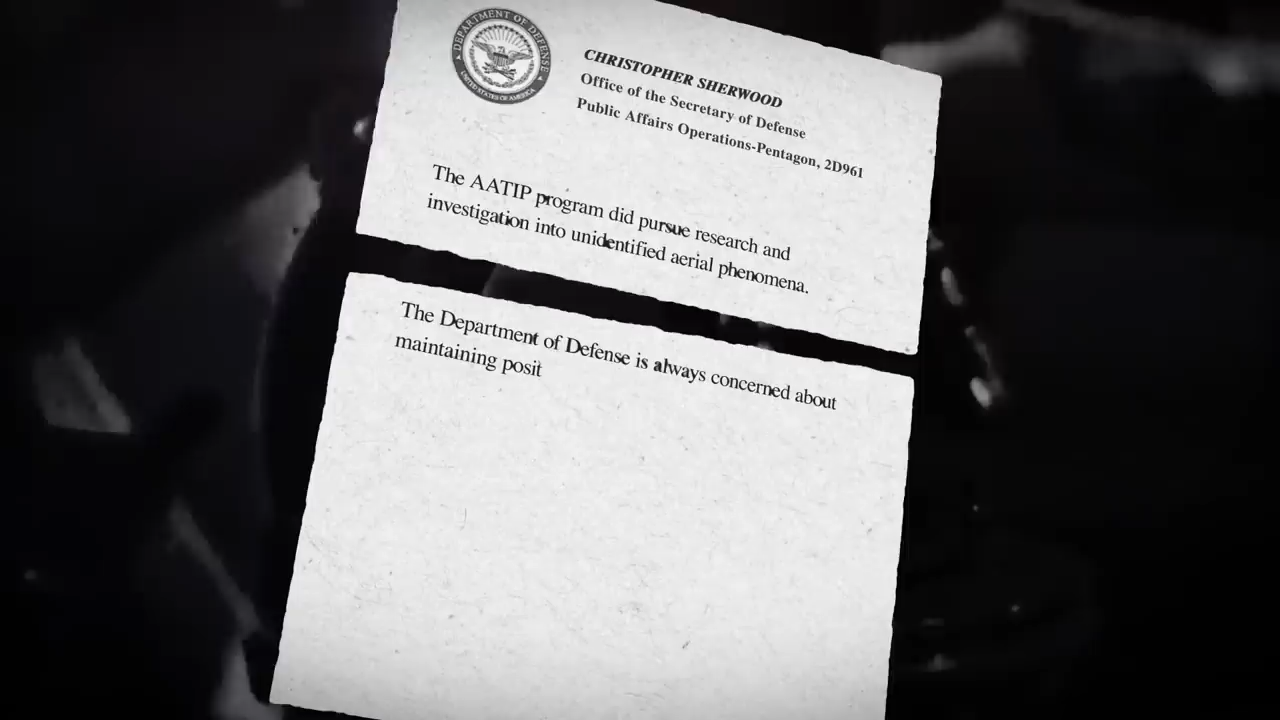 DEPARTMENT OF DEFENSE
UNITED STATES OF AMERICA
CHRISTOPHER SHERWOOD
Office of the Secretary of Defense
Public Affairs Operations-Pentagon, 2D961
The AATIP program did pursue research and
investigation into unidentified aerial phenomena.
The Department of Defense is always concerned about
maintaining posit